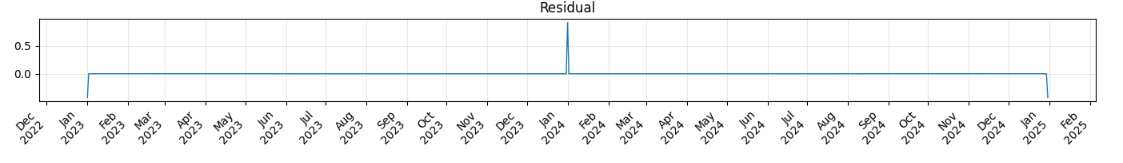 Residual
0.5
0.0
Dec 2022
Jan 2023
Feb 2023
Mar 2023
Apr 2023
May 2023
Jun 2023
Jul 2023
Aug 2023
Sep 2023
Oct 2023
Nov 2023
Dec 2023
Jan 2024
Feb 2024
Mar 2024
Apr 2024
May 2024
Jun 2024
Jul 2024
Aug 2024
Sep 2024
Oct 2024
Nov 2024
Dec 2024
Jan 2025
Feb 2025